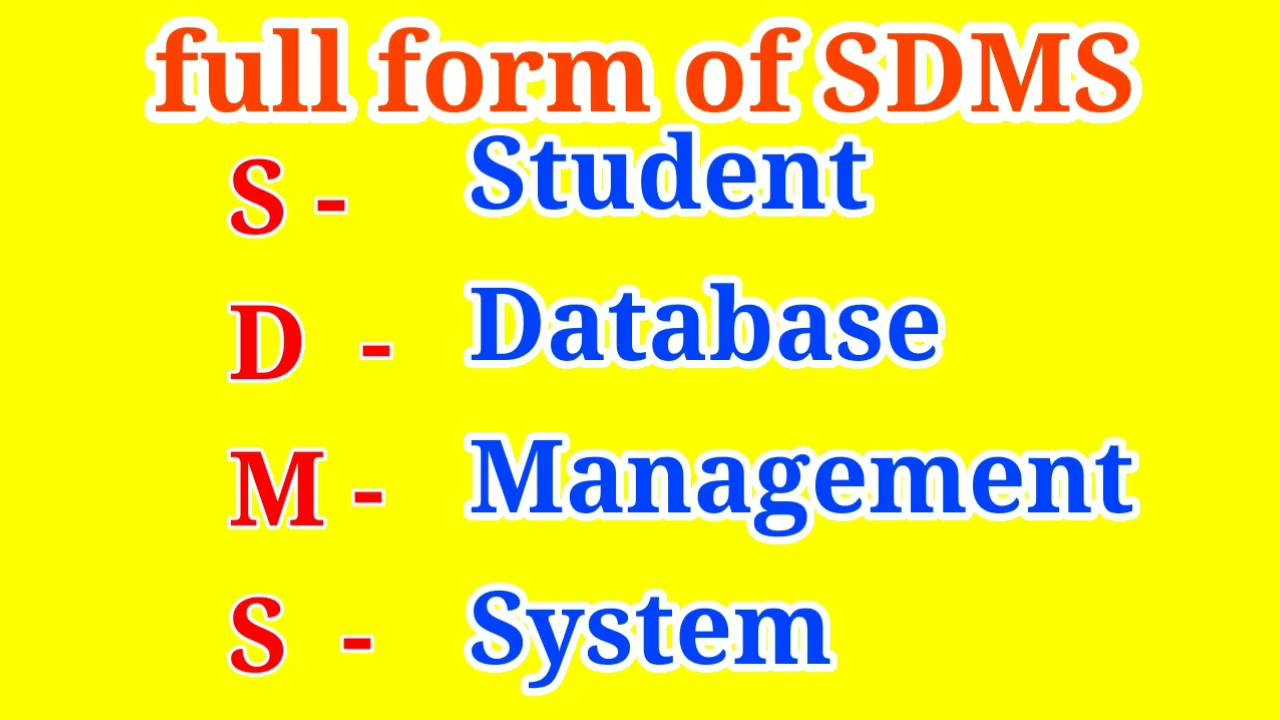 full form of SDMS
S - Student
D - Database
M - Management
S - System